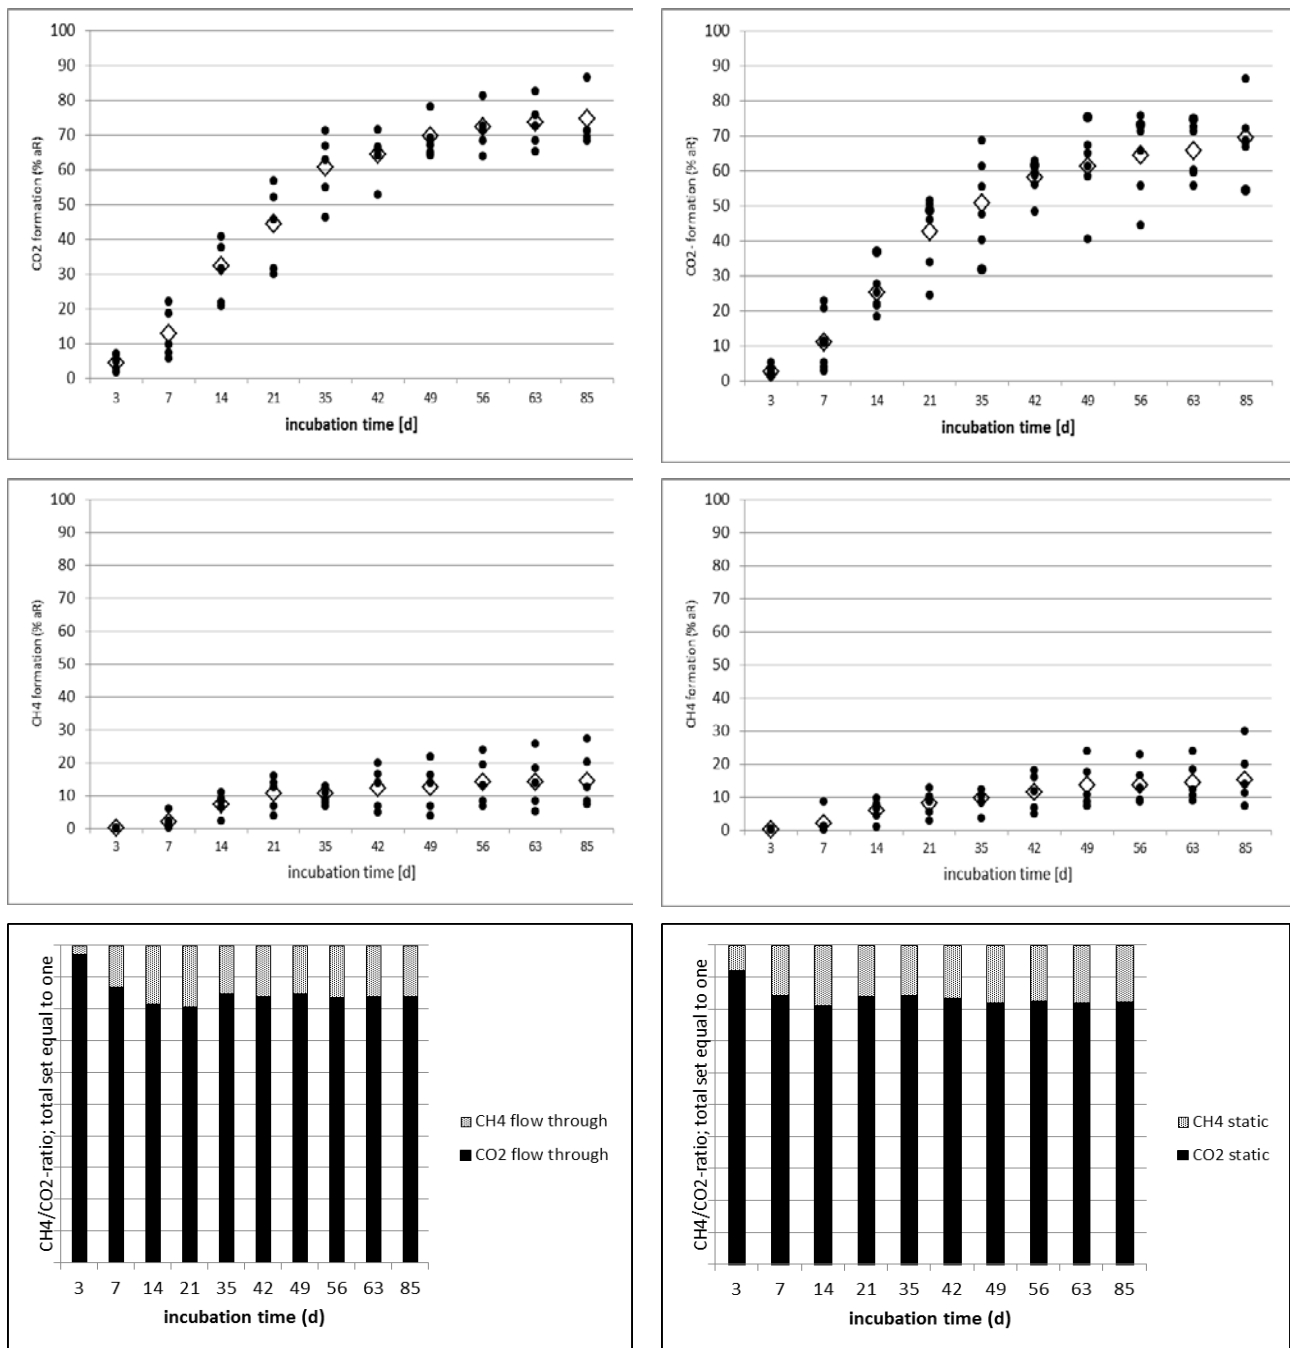 100
90
80
70
60
50
40
30
20
10
0
CO2 formation (% aR)
3 7 14 21 35 42 49 56 63 85
incubation time [d]
100
90
80
70
60
50
40
30
20
10
0
CO2- formation (% aR)
3 7 14 21 35 42 49 56 63 85
incubation time [d]
100
90
80
70
60
50
40
30
20
10
0
CH4 formation (% aR)
3 7 14 21 35 42 49 56 63 85
incubation time [d]
100
90
80
70
60
50
40
30
20
10
0
CH4 formation (% aR)
3 7 14 21 35 42 49 56 63 85
incubation time [d]
CH4/CO2-ratio; total set equal to one
CH4 flow through
CO2 flow through
3 7 14 21 35 42 49 56 63 85
incubation time (d)
CH4/CO2-ratio; total set equal to one
CH4 static
CO2 static
3 7 14 21 35 42 49 56 63 85
incubation time (d)